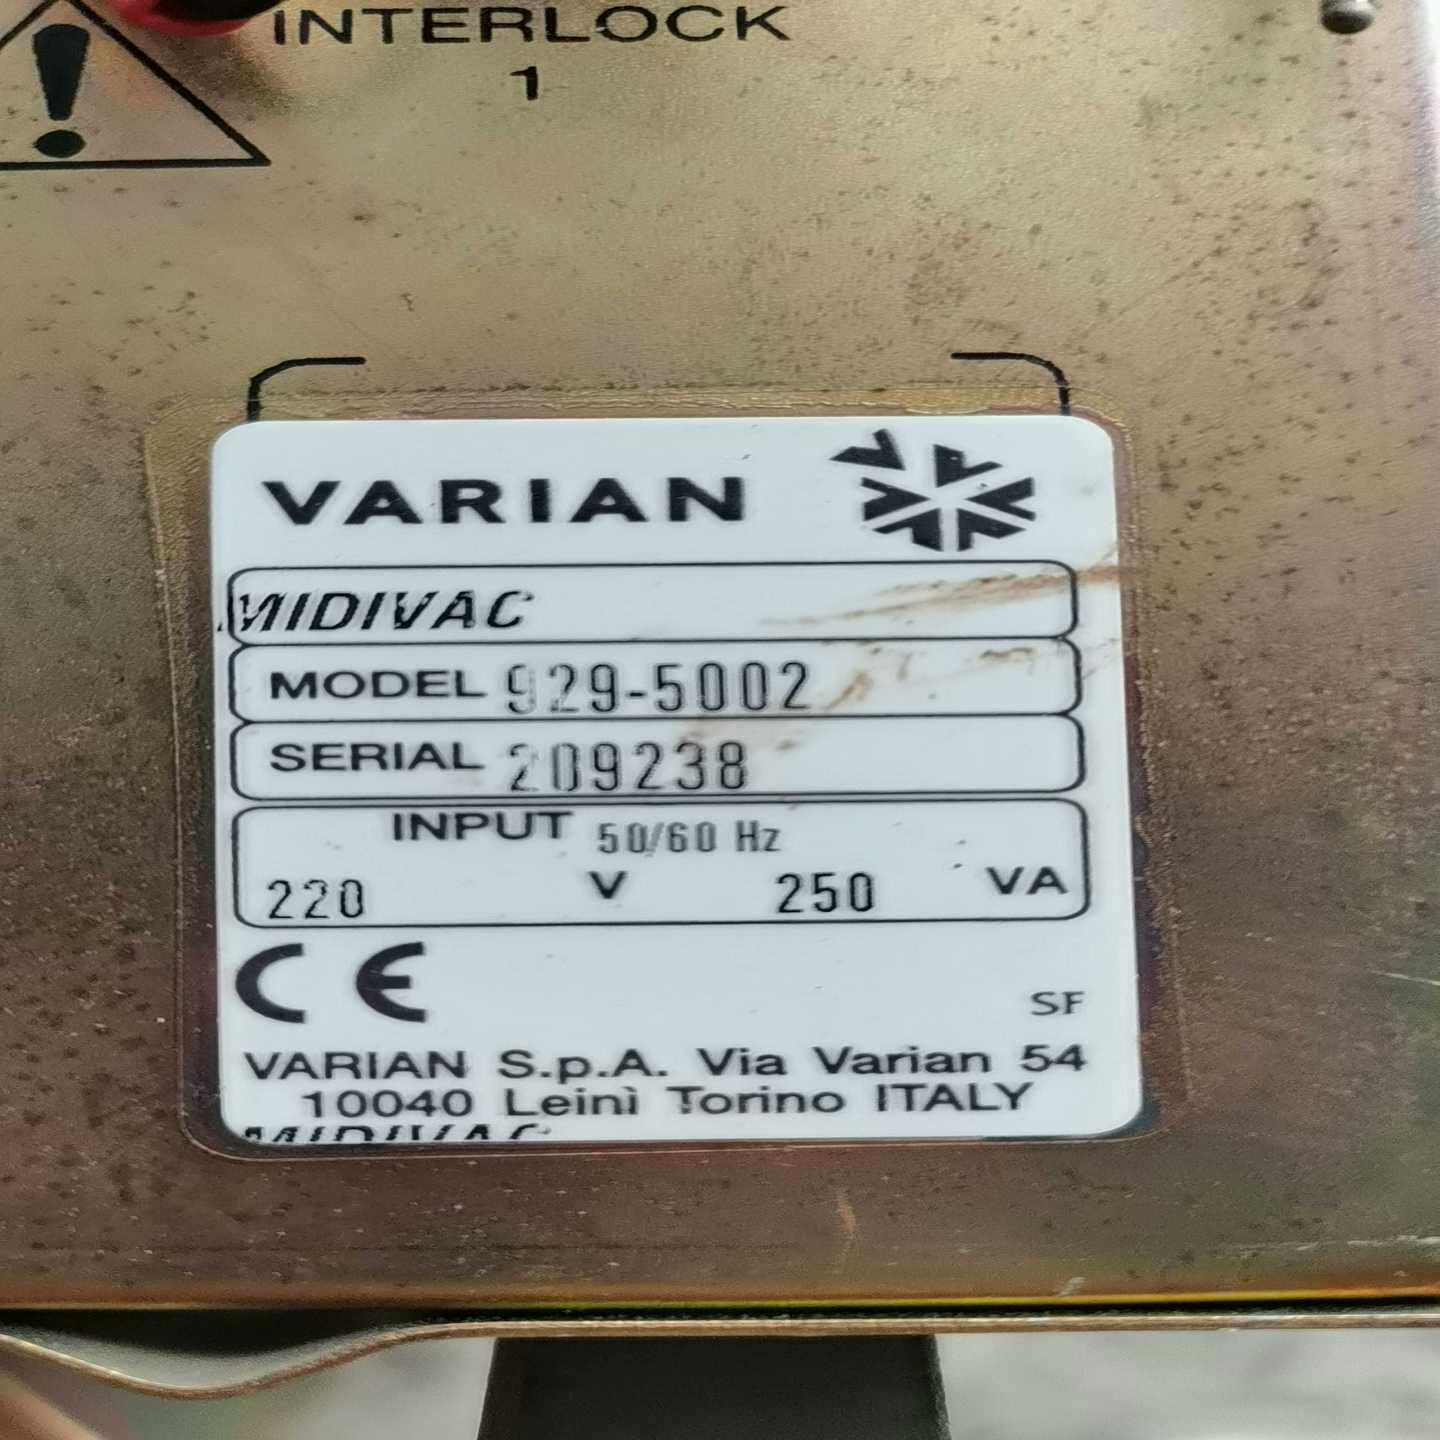 INTERLOCK
1
VARIAN
MIDIVAC
MODEL 929-5002
SERIAL 209238
INPUT 50/60 Hz
220 V 250 VA
CE
SF
VARIAN S.p.A. Via Varian 54
10040 Leinì Torino ITALY
MIDIVAC